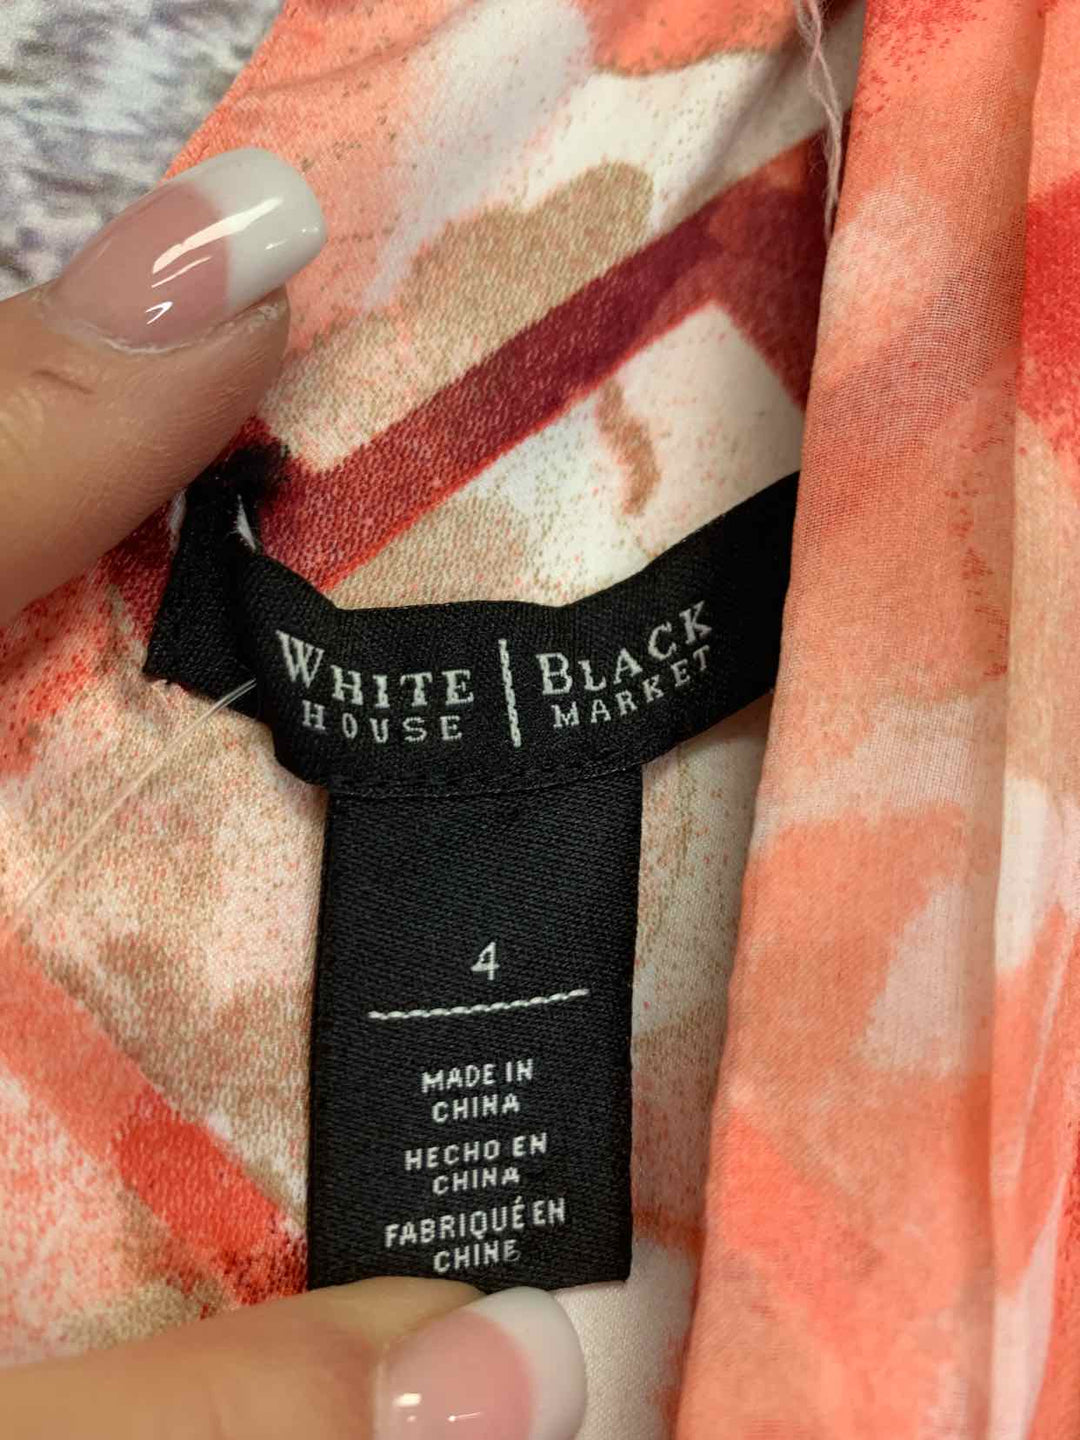 WHITE | BLACK
HOUSE | MARKET
4
MADE IN
CHINA
HECHO EN
CHINA
FABRIQUÉ EN
CHINE